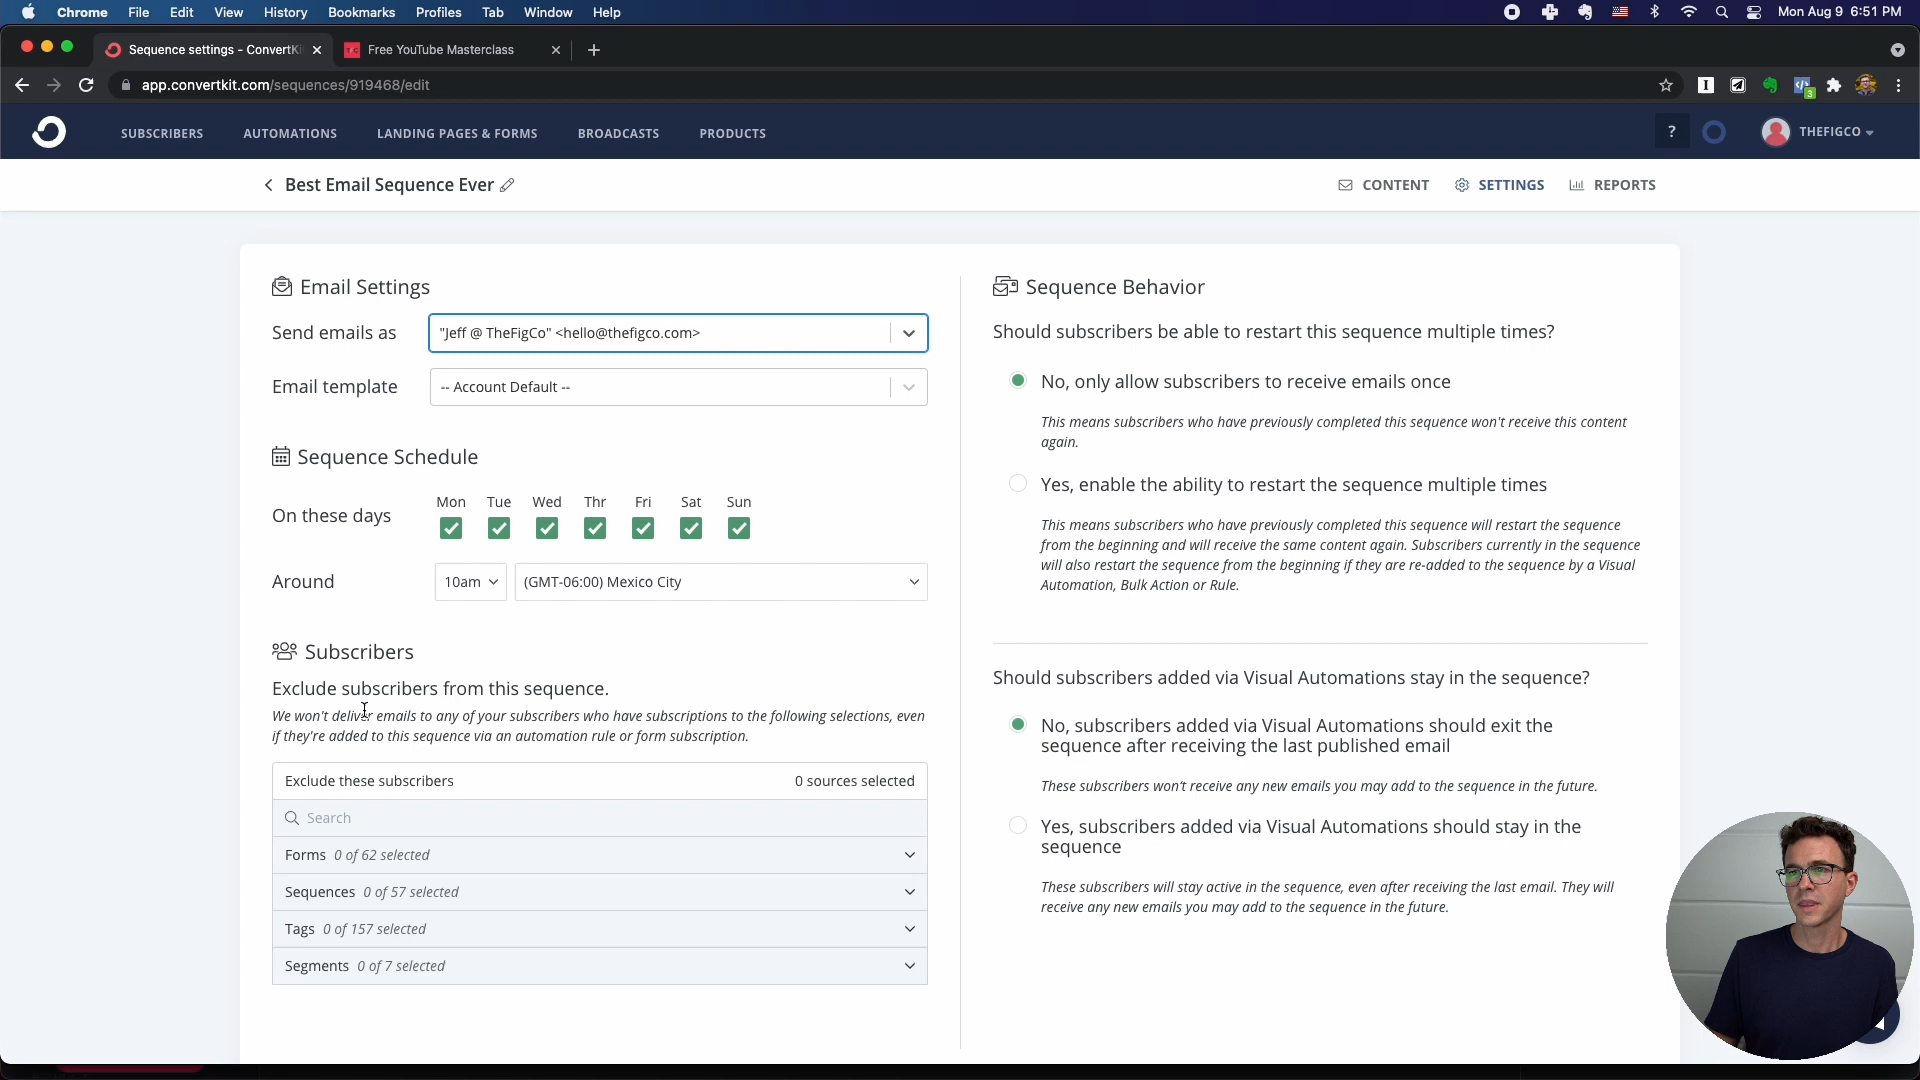 Chrome File Edit View History Bookmarks Profiles Tab Window Help Mon Aug 9 6:51 PM
Sequence settings - ConvertKi Free YouTube Masterclass
app.convertkit.com/sequences/919468/edit
3
SUBSCRIBERS AUTOMATIONS LANDING PAGES & FORMS BROADCASTS PRODUCTS ? THEFIGCO
Best Email Sequence Ever CONTENT SETTINGS REPORTS
Email Settings
Send emails as "Jeff @ TheFigCo" <hello@thefigco.com>
Email template -- Account Default --
Sequence Schedule
Mon Tue Wed Thr Fri Sat Sun
On these days
Around 10am (GMT-06:00) Mexico City
Subscribers
Exclude subscribers from this sequence.
We won't deliver emails to any of your subscribers who have subscriptions to the following selections, even
if they're added to this sequence via an automation rule or form subscription.
Exclude these subscribers 0 sources selected
Search
Forms 0 of 62 selected
Sequences 0 of 57 selected
Tags 0 of 157 selected
Segments 0 of 7 selected
Sequence Behavior
Should subscribers be able to restart this sequence multiple times?
No, only allow subscribers to receive emails once
This means subscribers who have previously completed this sequence won't receive this content
again.
Yes, enable the ability to restart the sequence multiple times
This means subscribers who have previously completed this sequence will restart the sequence
from the beginning and will receive the same content again. Subscribers currently in the sequence
will also restart the sequence from the beginning if they are re-added to the sequence by a Visual
Automation, Bulk Action or Rule.
Should subscribers added via Visual Automations stay in the sequence?
No, subscribers added via Visual Automations should exit the
sequence after receiving the last published email
These subscribers won't receive any new emails you may add to the sequence in the future.
Yes, subscribers added via Visual Automations should stay in the
sequence
These subscribers will stay active in the sequence, even after receiving the last email. They will
receive any new emails you may add to the sequence in the future.